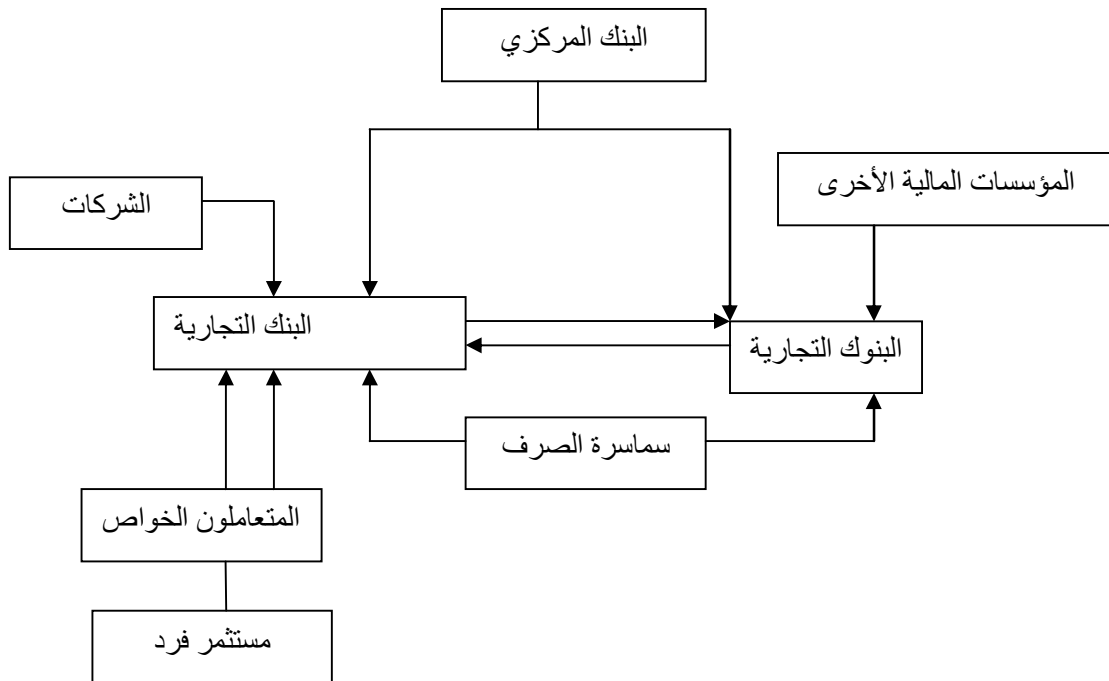 البنك المركزي
المؤسسات المالية الأخرى
الشركات
البنك التجارية
البنوك التجارية
سماسرة الصرف
المتعاملون الخواص
مستثمر فرد